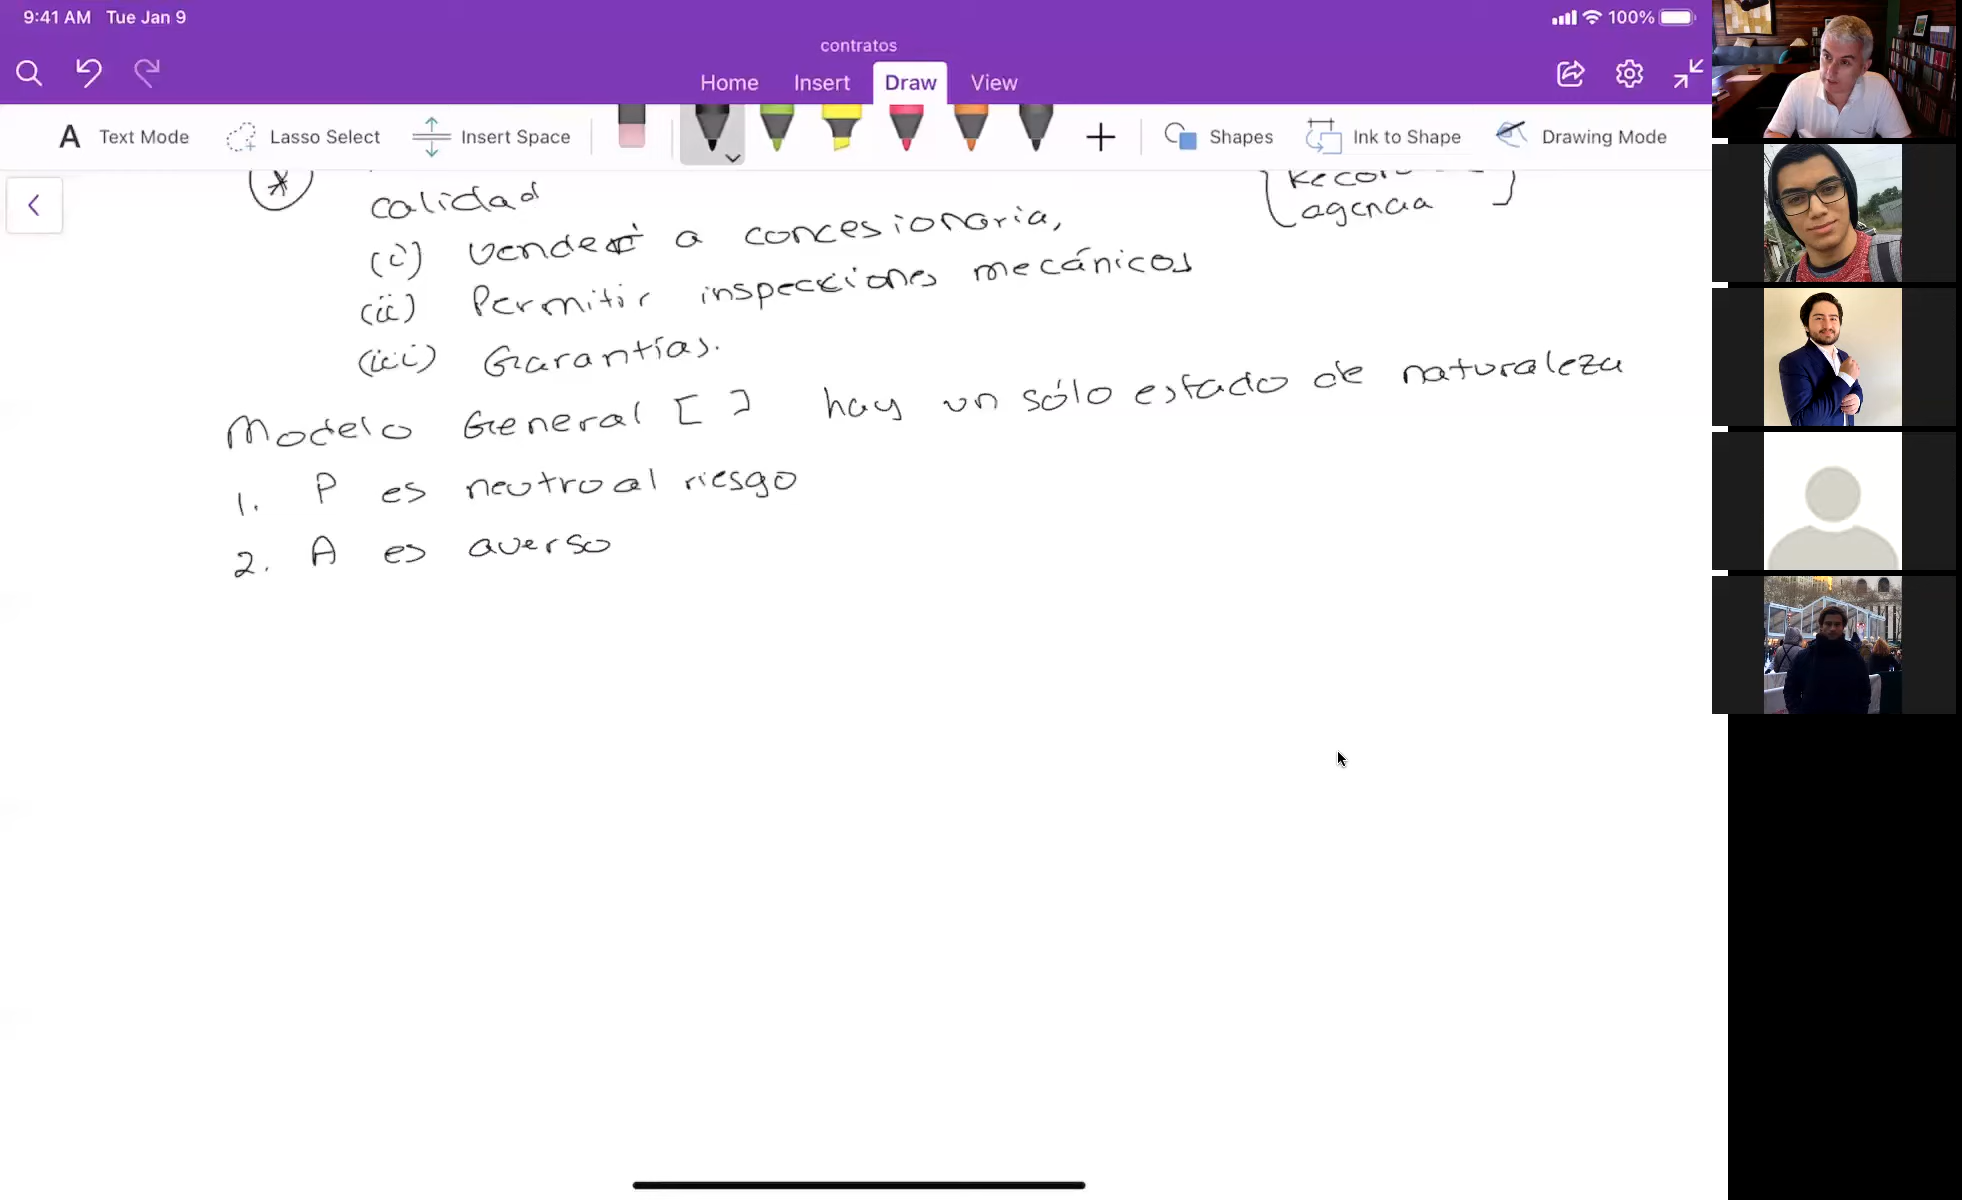 9:41 AM Tue Jan 9
100%
contratos
Home Insert Draw View
A Text Mode Lasso Select Insert Space Shapes Ink to Shape Drawing Mode
calidad
agencia
(i) Vender a concesionaria,
(ii) Permitir inspecciones mecánicos
(iii) Garantías.
Modelo General [ ] hay un sólo estado de naturaleza
1. P es neutro al riesgo
2. A es averso